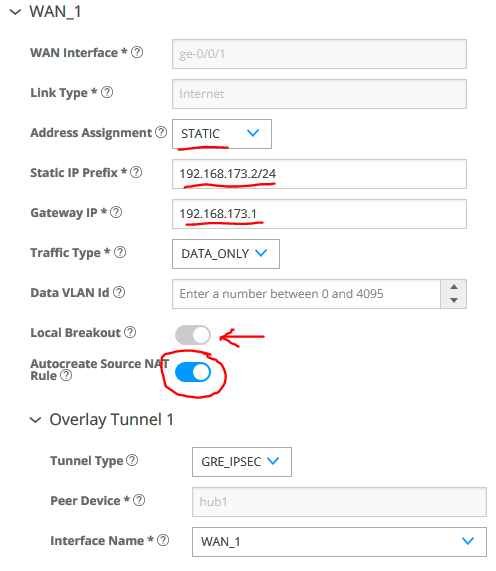 WAN_1
WAN Interface * ? ge-0/0/1
Link Type * ? Internet
Address Assignment ? STATIC
Static IP Prefix * ? 192.168.173.2/24
Gateway IP * ? 192.168.173.1
Traffic Type * ? DATA_ONLY
Data VLAN Id ? Enter a number between 0 and 4095
Local Breakout ?
Autocreate Source NAT
Rule ?
Overlay Tunnel 1
Tunnel Type ? GRE_IPSEC
Peer Device * ? hub1
Interface Name * ? WAN_1